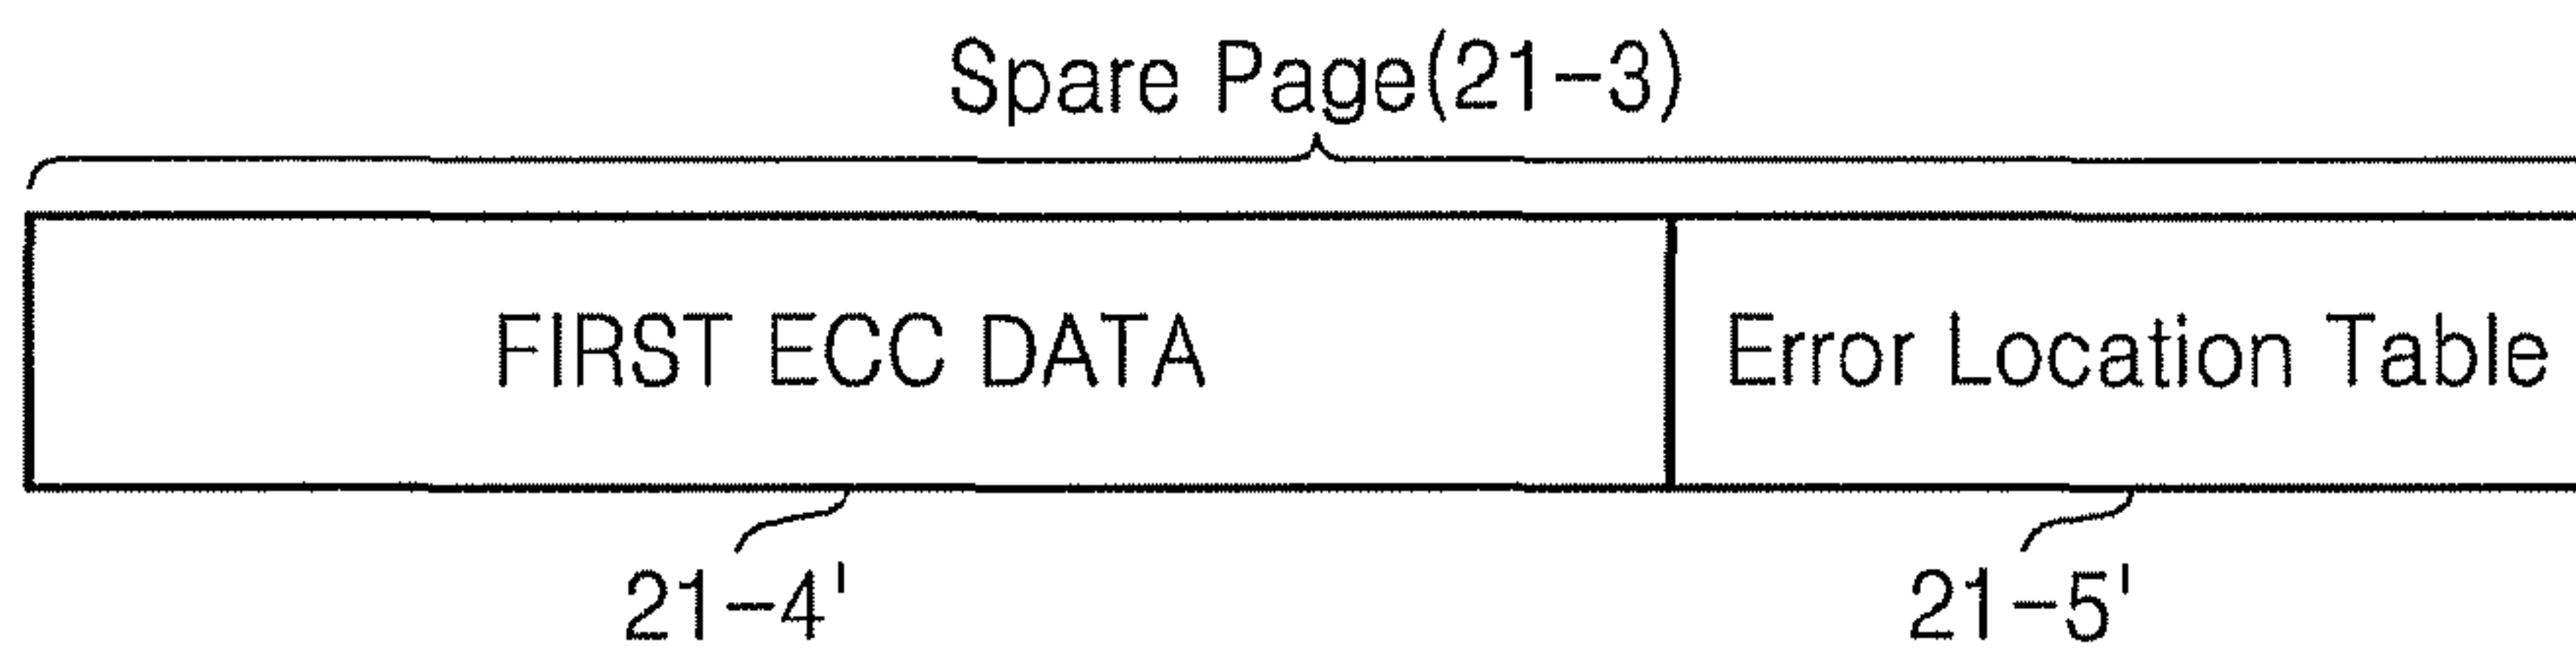 Spare Page(21-3)
FIRST ECC DATA
Error Location Table
21-4'
21-5'